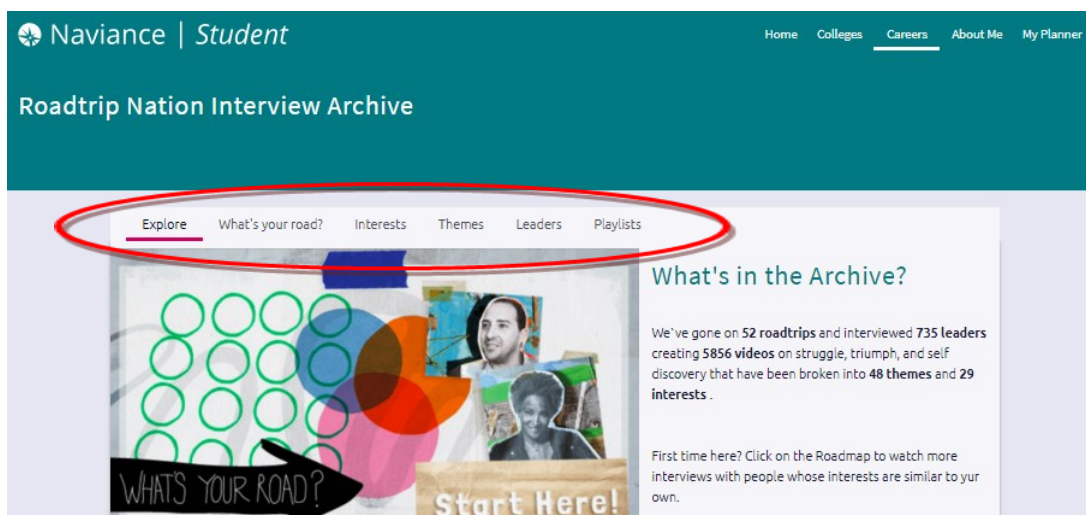 Naviance | Student
Home Colleges Careers About Me My Planner
Roadtrip Nation Interview Archive
Explore What's your road? Interests Themes Leaders Playlists
What's in the Archive?
We`ve gone on 52 roadtrips and interviewed 735 leaders
creating 5856 videos on struggle, triumph, and self
discovery that have been broken into 48 themes and 29
interests .
First time here? Click on the Roadmap to watch more
interviews with people whose interests are similar to yur
own.
WHAT'S YOUR ROAD?
Start Here!